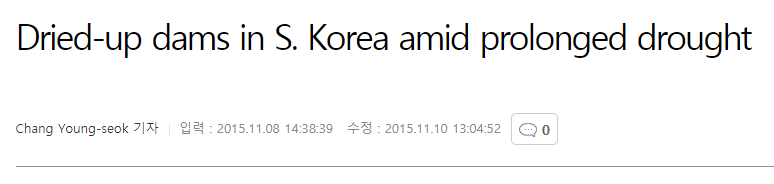 Dried-up dams in S. Korea amid prolonged drought
Chang Young-seok 기자 | 입력 : 2015.11.08 14:38:39 수정 : 2015.11.10 13:04:52 0